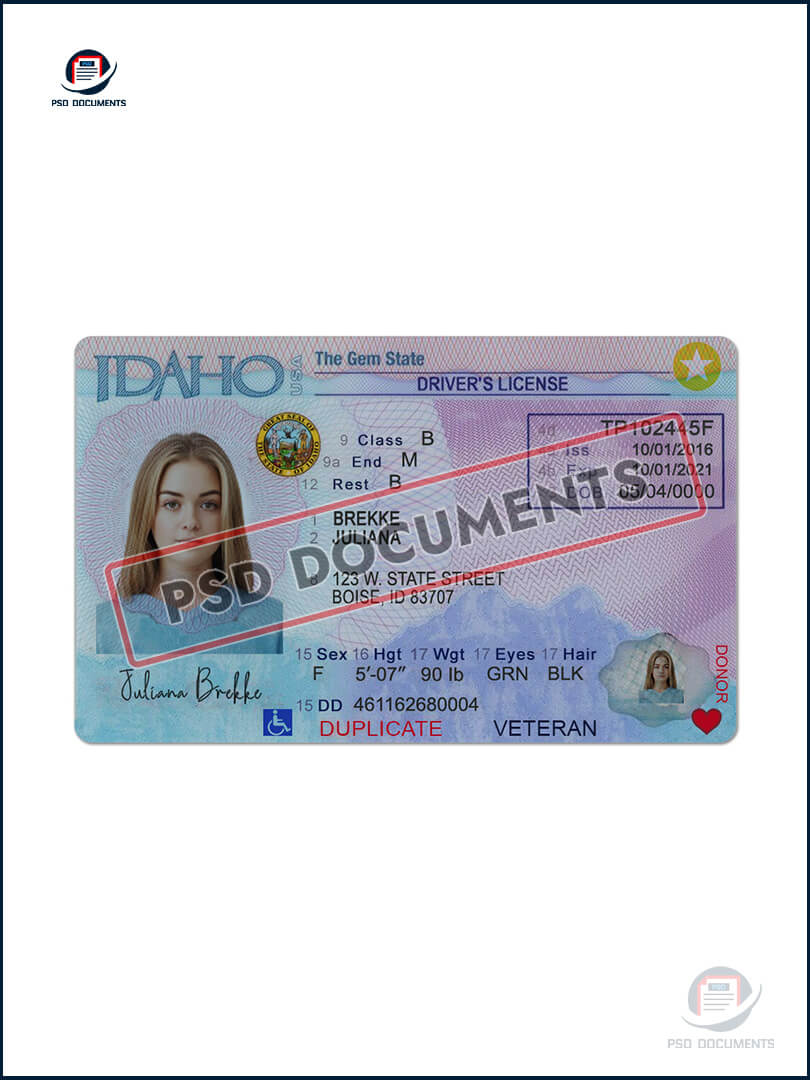 PSD
PSD DOCUMENTS
IDAHO
USA
The Gem State
DRIVER'S LICENSE
GREAT SEAL OF
THE STATE OF IDAHO
9 Class B
9a End M
12 Rest B
4d TP102445F
Iss 10/01/2016
4b Exp 10/01/2021
DOB 05/04/0000
1 BREKKE
2 JULIANA
8 123 W. STATE STREET
BOISE, ID 83707
PSD DOCUMENTS
15 Sex 16 Hgt 17 Wgt 17 Eyes 17 Hair
F 5'-07" 90 lb GRN BLK
Juliana Brekke
15 DD 461162680004
DUPLICATE VETERAN
DONOR
PSD
PSD DOCUMENTS